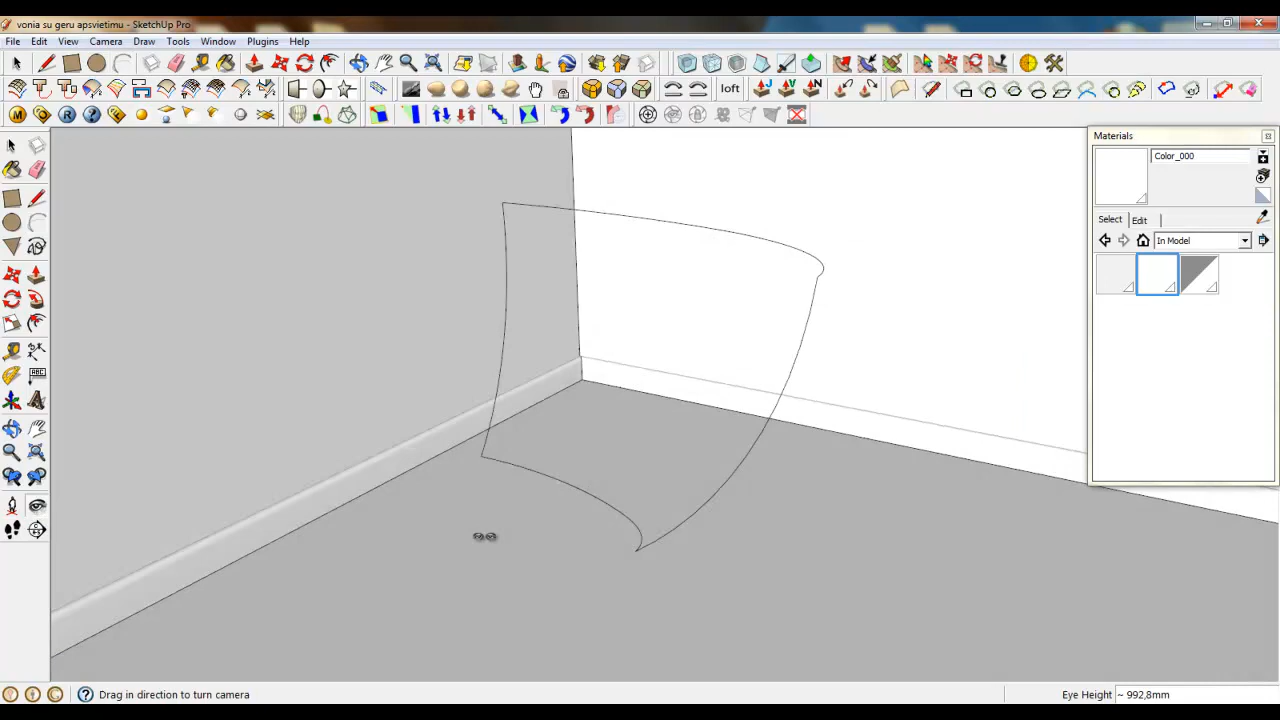 vonia su geru apsvietimu - SketchUp Pro
File Edit View Camera Draw Tools Window Plugins Help
loft
M R ?
ABC
Materials
Color_000
Select Edit
In Model
Drag in direction to turn camera
Eye Height ~ 992,8mm